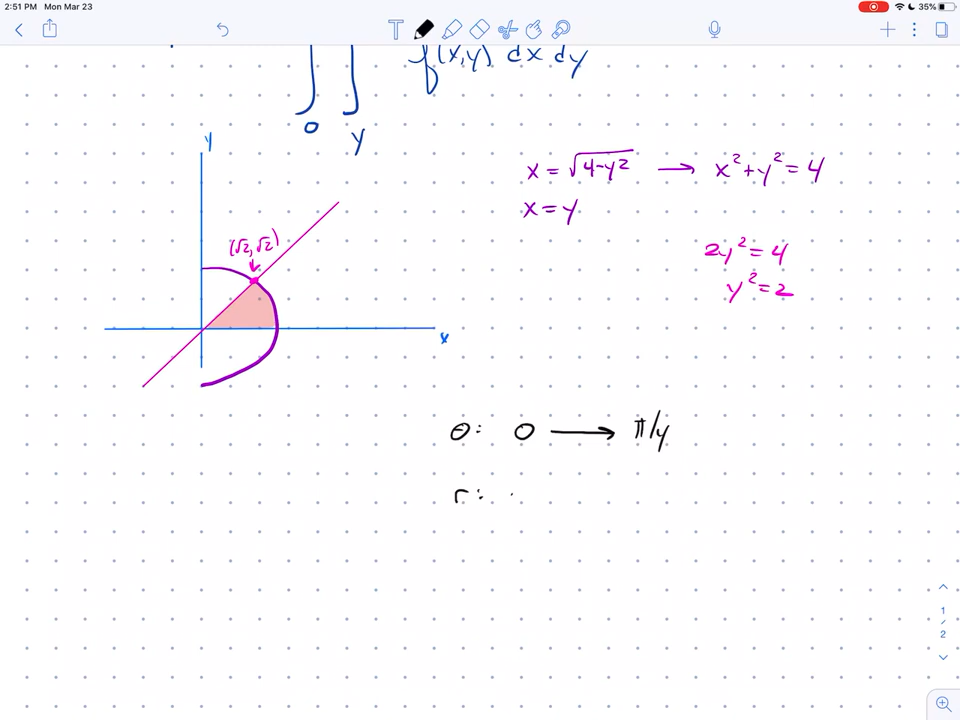 2:51 PM Mon Mar 23
35%
T
∫ ∫ f(x,y) dx dy
0 y
y
x = √4-y² → x² + y² = 4
x = y
(√2, √2)
2y² = 4
y² = 2
x
θ: 0 → π/y
r:
1
/
2